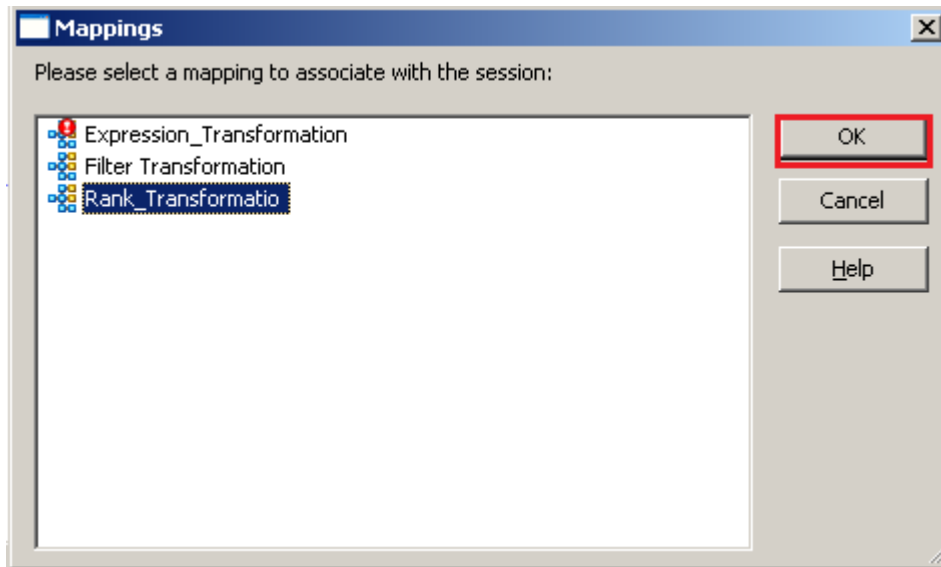 Mappings
Please select a mapping to associate with the session:
Expression_Transformation
Filter Transformation
Rank_Transformatio
OK
Cancel
Help